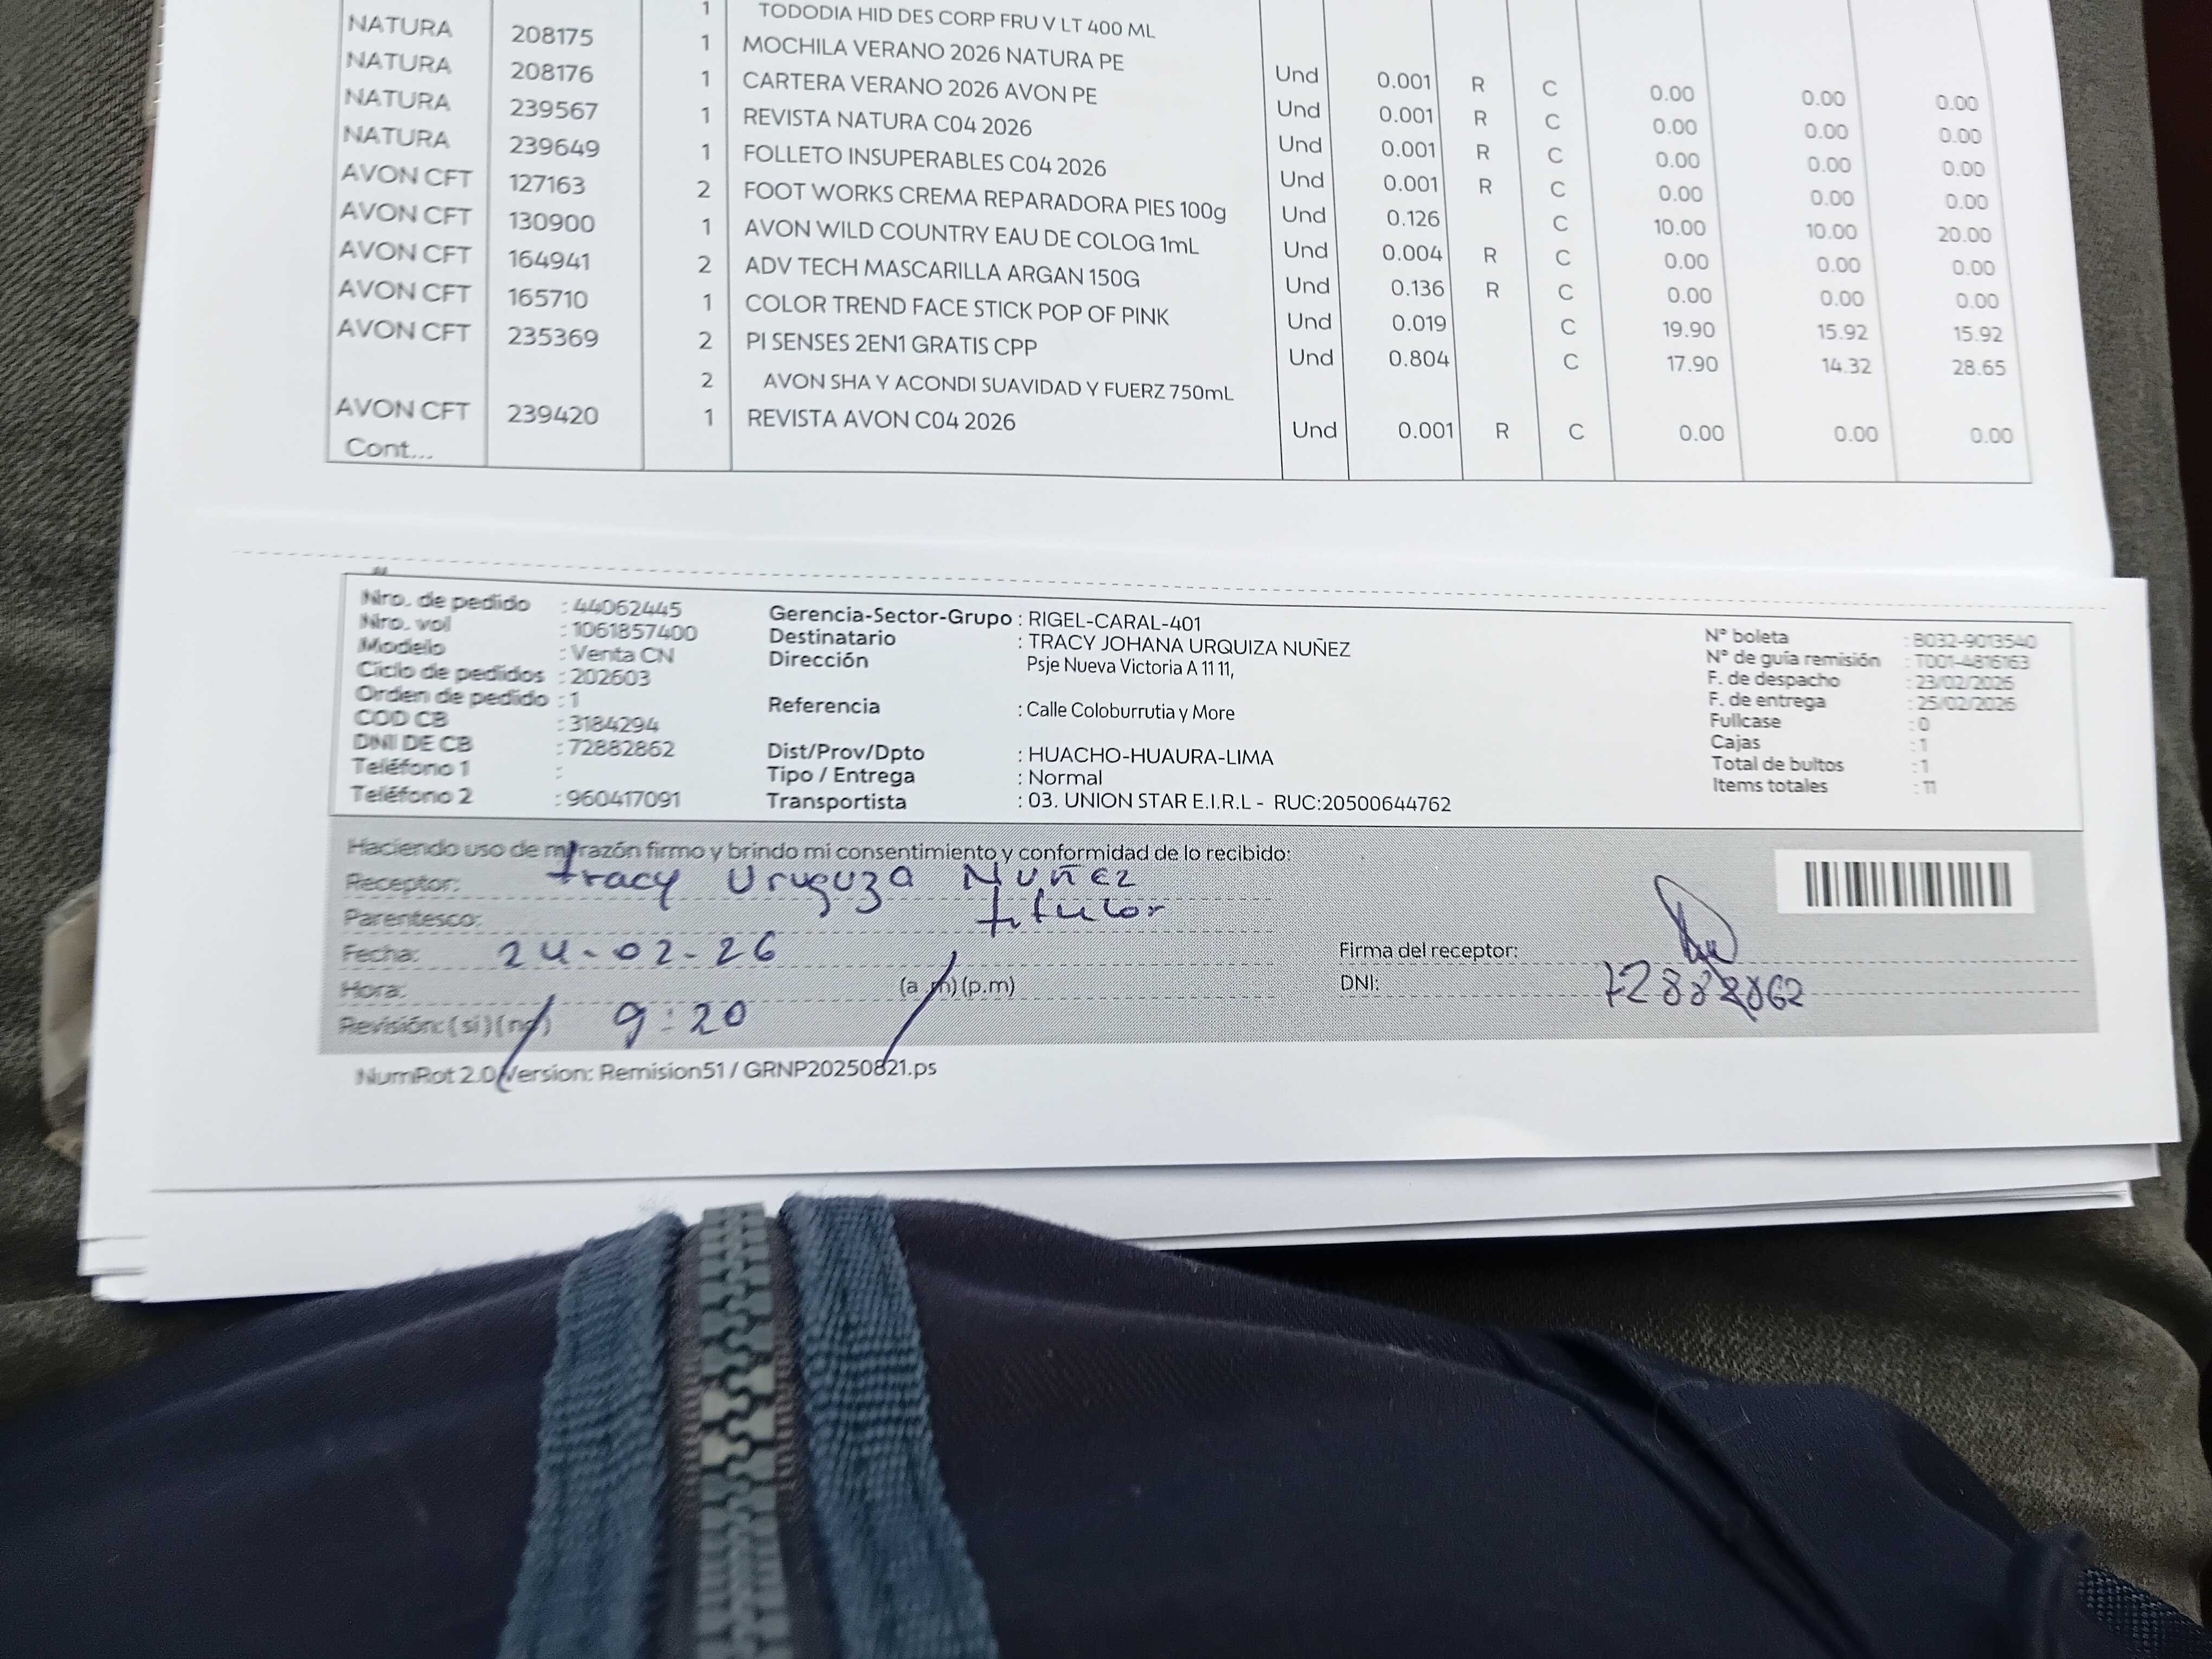 1 TODODIA HID DES CORP FRU V LT 400 ML
NATURA 208175 1 MOCHILA VERANO 2026 NATURA PE Und 0.001 R C 0.00 0.00 0.00
NATURA 208176 1 CARTERA VERANO 2026 AVON PE Und 0.001 R C 0.00 0.00 0.00
NATURA 239567 1 REVISTA NATURA C04 2026 Und 0.001 R C 0.00 0.00 0.00
NATURA 239649 1 FOLLETO INSUPERABLES C04 2026 Und 0.001 R C 0.00 0.00 0.00
AVON CFT 127163 2 FOOT WORKS CREMA REPARADORA PIES 100g Und 0.126 C 10.00 10.00 20.00
AVON CFT 130900 1 AVON WILD COUNTRY EAU DE COLOG 1mL Und 0.004 R C 0.00 0.00 0.00
AVON CFT 164941 2 ADV TECH MASCARILLA ARGAN 150G Und 0.136 R C 0.00 0.00 0.00
AVON CFT 165710 1 COLOR TREND FACE STICK POP OF PINK Und 0.019 C 19.90 15.92 15.92
AVON CFT 235369 2 PI SENSES 2EN1 GRATIS CPP Und 0.804 C 17.90 14.32 28.65
2 AVON SHA Y ACONDI SUAVIDAD Y FUERZ 750mL
AVON CFT 239420 1 REVISTA AVON C04 2026 Und 0.001 R C 0.00 0.00 0.00
Cont...
Nro. de pedido : 44062445
Nro. vol : 1061857400
Modelo : Venta CN
Ciclo de pedidos : 202603
Orden de pedido : 1
COD CB : 3184294
DNI DE CB : 72882862
Teléfono 1 :
Teléfono 2 : 960417091
Gerencia-Sector-Grupo : RIGEL-CARAL-401
Destinatario : TRACY JOHANA URQUIZA NUÑEZ
Dirección Psje Nueva Victoria A 11 11,
Referencia : Calle Coloburrutia y More
Dist/Prov/Dpto : HUACHO-HUAURA-LIMA
Tipo / Entrega : Normal
Transportista : 03. UNION STAR E.I.R.L - RUC:20500644762
N° boleta : B032-9013540
N° de guía remisión : T001-4816163
F. de despacho : 23/02/2026
F. de entrega : 25/02/2026
Fullcase : 0
Cajas : 1
Total de bultos : 1
Items totales : 11
Haciendo uso de mi razón firmo y brindo mi consentimiento y conformidad de lo recibido:
Receptor: tracy Uruguza Nuñez
Parentesco: titular
Fecha: 24-02-26
Hora: (a.m)(p.m)
Revisión: (si)(no) 9:20
Firma del receptor:
DNI: 72882862
NumRot 2.0 Version: Remision51 / GRNP20250821.ps